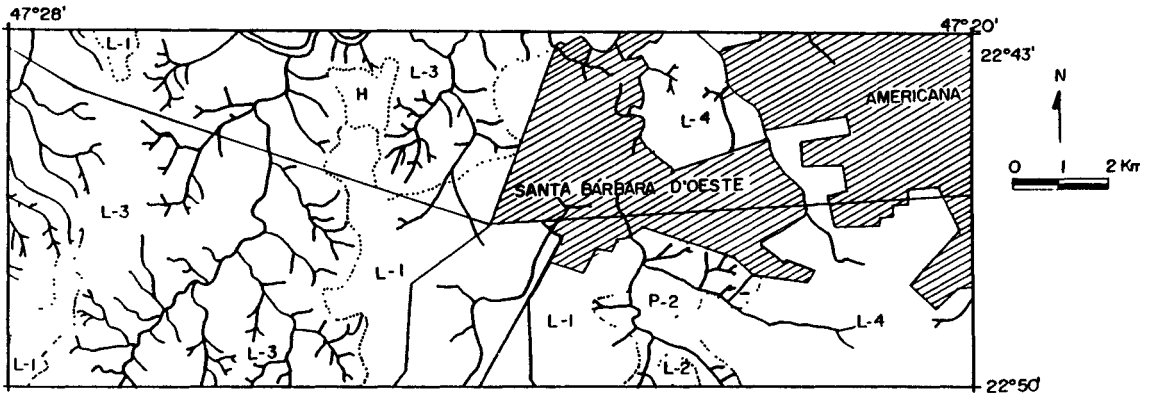 47°28'
47°20'
22°43'
L-1
L-3
H
AMERICANA
N
L-4
0 1 2 Km
SANTA BÁRBARA D'OESTE
L-3
L-1
P-2
L-1
L-4
L-1
L-3
L-2
22°50'